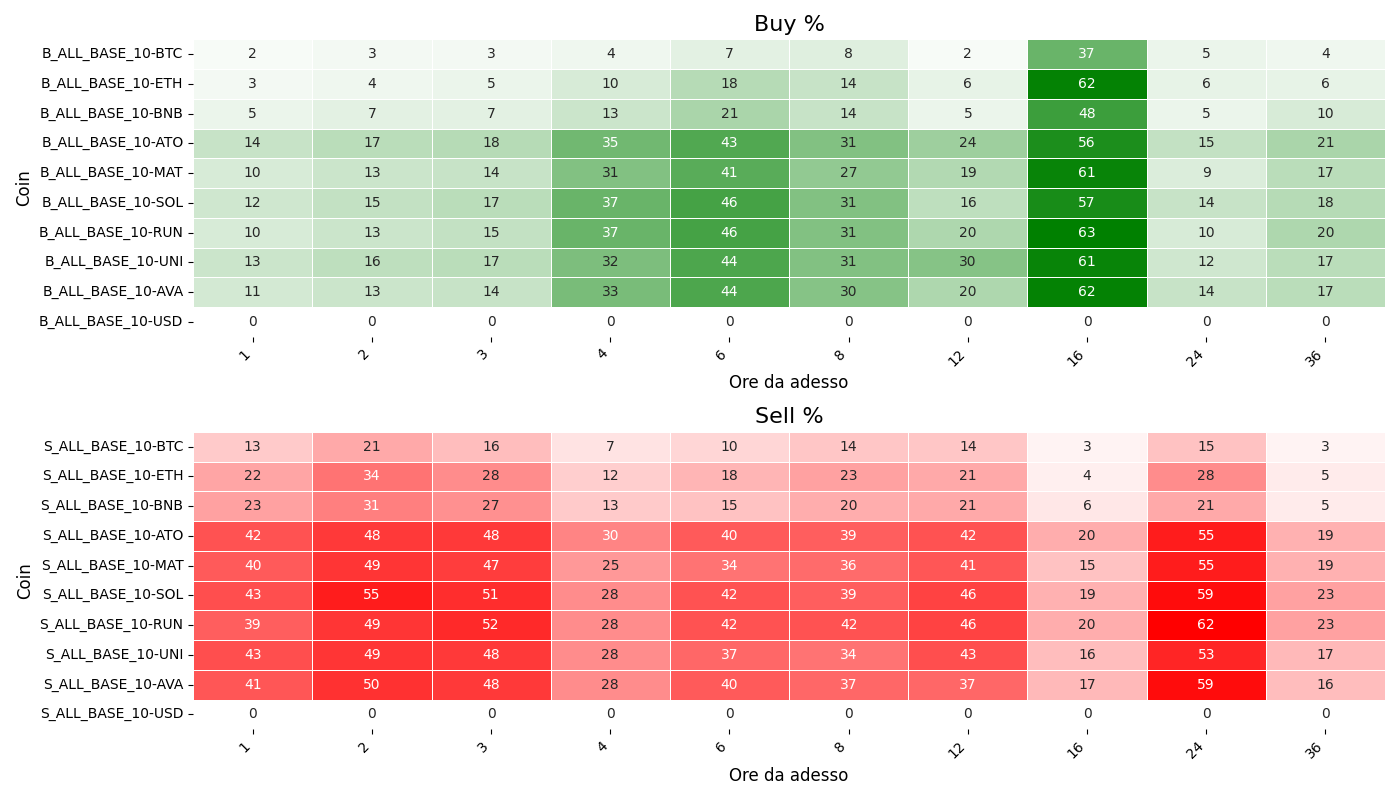 Buy %
Coin
B_ALL_BASE_10-BTC 2 3 3 4 7 8 2 37 5 4
B_ALL_BASE_10-ETH 3 4 5 10 18 14 6 62 6 6
B_ALL_BASE_10-BNB 5 7 7 13 21 14 5 48 5 10
B_ALL_BASE_10-ATO 14 17 18 35 43 31 24 56 15 21
B_ALL_BASE_10-MAT 10 13 14 31 41 27 19 61 9 17
B_ALL_BASE_10-SOL 12 15 17 37 46 31 16 57 14 18
B_ALL_BASE_10-RUN 10 13 15 37 46 31 20 63 10 20
B_ALL_BASE_10-UNI 13 16 17 32 44 31 30 61 12 17
B_ALL_BASE_10-AVA 11 13 14 33 44 30 20 62 14 17
B_ALL_BASE_10-USD 0 0 0 0 0 0 0 0 0 0
1 2 3 4 6 8 12 16 24 36
Ore da adesso
Sell %
Coin
S_ALL_BASE_10-BTC 13 21 16 7 10 14 14 3 15 3
S_ALL_BASE_10-ETH 22 34 28 12 18 23 21 4 28 5
S_ALL_BASE_10-BNB 23 31 27 13 15 20 21 6 21 5
S_ALL_BASE_10-ATO 42 48 48 30 40 39 42 20 55 19
S_ALL_BASE_10-MAT 40 49 47 25 34 36 41 15 55 19
S_ALL_BASE_10-SOL 43 55 51 28 42 39 46 19 59 23
S_ALL_BASE_10-RUN 39 49 52 28 42 42 46 20 62 23
S_ALL_BASE_10-UNI 43 49 48 28 37 34 43 16 53 17
S_ALL_BASE_10-AVA 41 50 48 28 40 37 37 17 59 16
S_ALL_BASE_10-USD 0 0 0 0 0 0 0 0 0 0
1 2 3 4 6 8 12 16 24 36
Ore da adesso